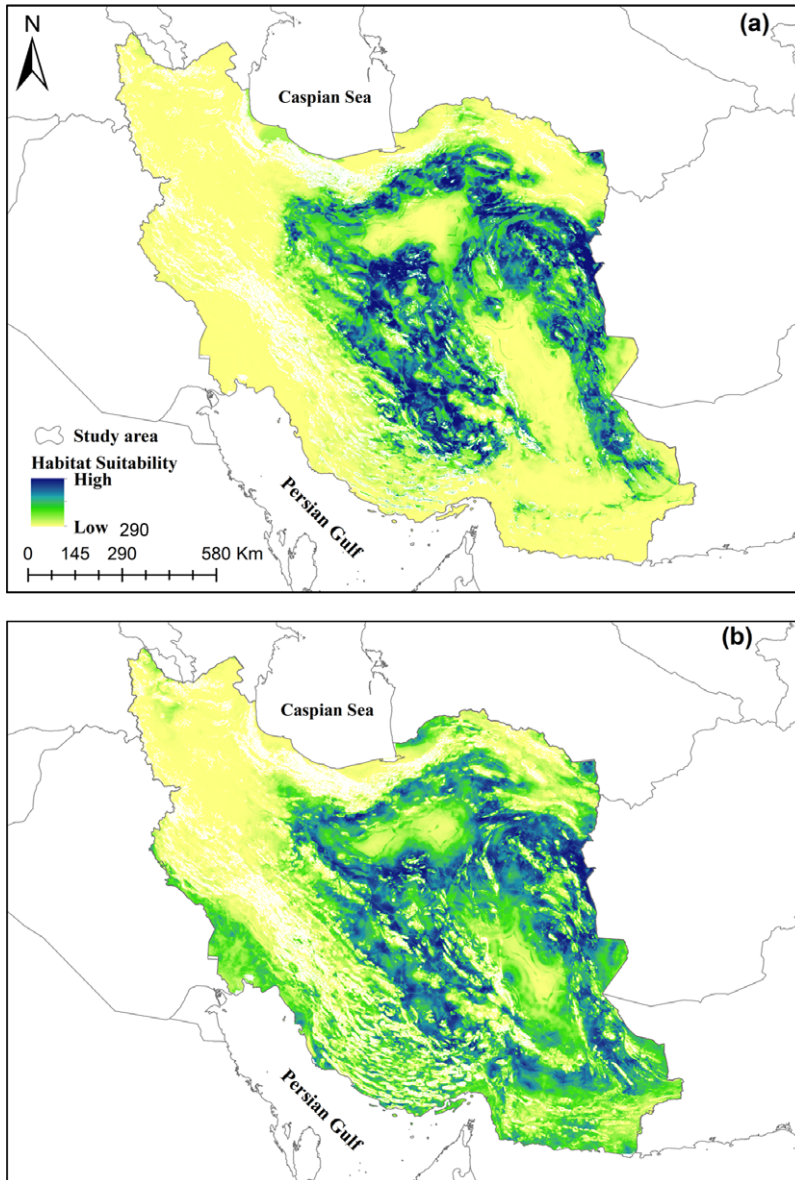 (a)
N
Caspian Sea
Study area
Habitat Suitability
High
Low 290
0 145 290 580 Km
Persian Gulf
(b)
Caspian Sea
Persian Gulf